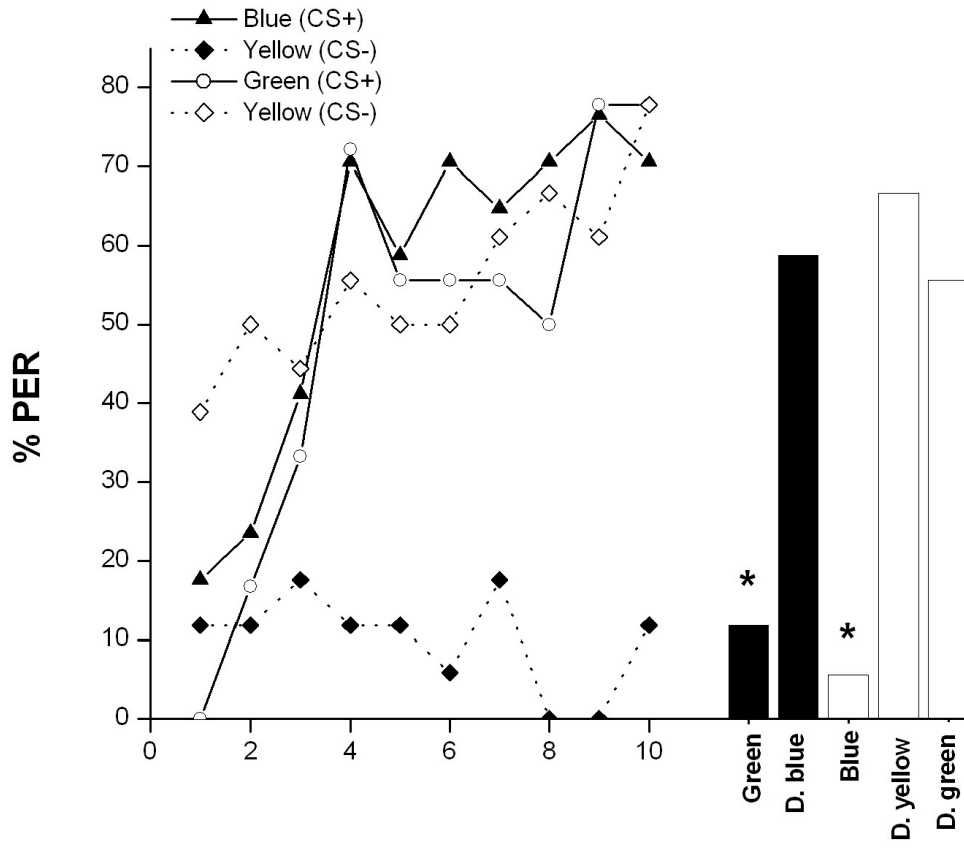 Blue (CS+)
Yellow (CS-)
Green (CS+)
Yellow (CS-)
% PER
80
70
60
50
40
30
20
10
0
0 2 4 6 8 10
*
*
Green
D. blue
Blue
D. yellow
D. green